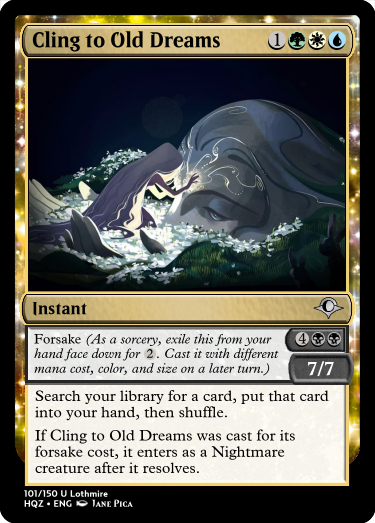 Cling to Old Dreams 1
Instant
Forsake (As a sorcery, exile this from your
hand face down for 2. Cast it with different
mana cost, color, and size on a later turn.)
4
7/7
Search your library for a card, put that card
into your hand, then shuffle.
If Cling to Old Dreams was cast for its
forsake cost, it enters as a Nightmare
creature after it resolves.
101/150 U Lothmire
HQZ • ENG Jane Pica